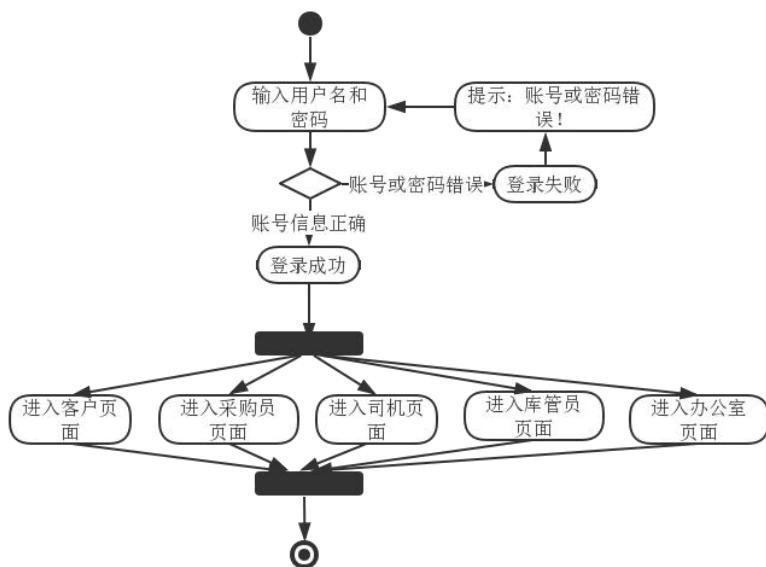 输入用户名和
密码
提示：账号或密码错
误！
账号或密码错误
登录失败
账号信息正确
登录成功
进入客户页
面
进入采购员
页面
进入司机页
面
进入库管员
页面
进入办公室
页面